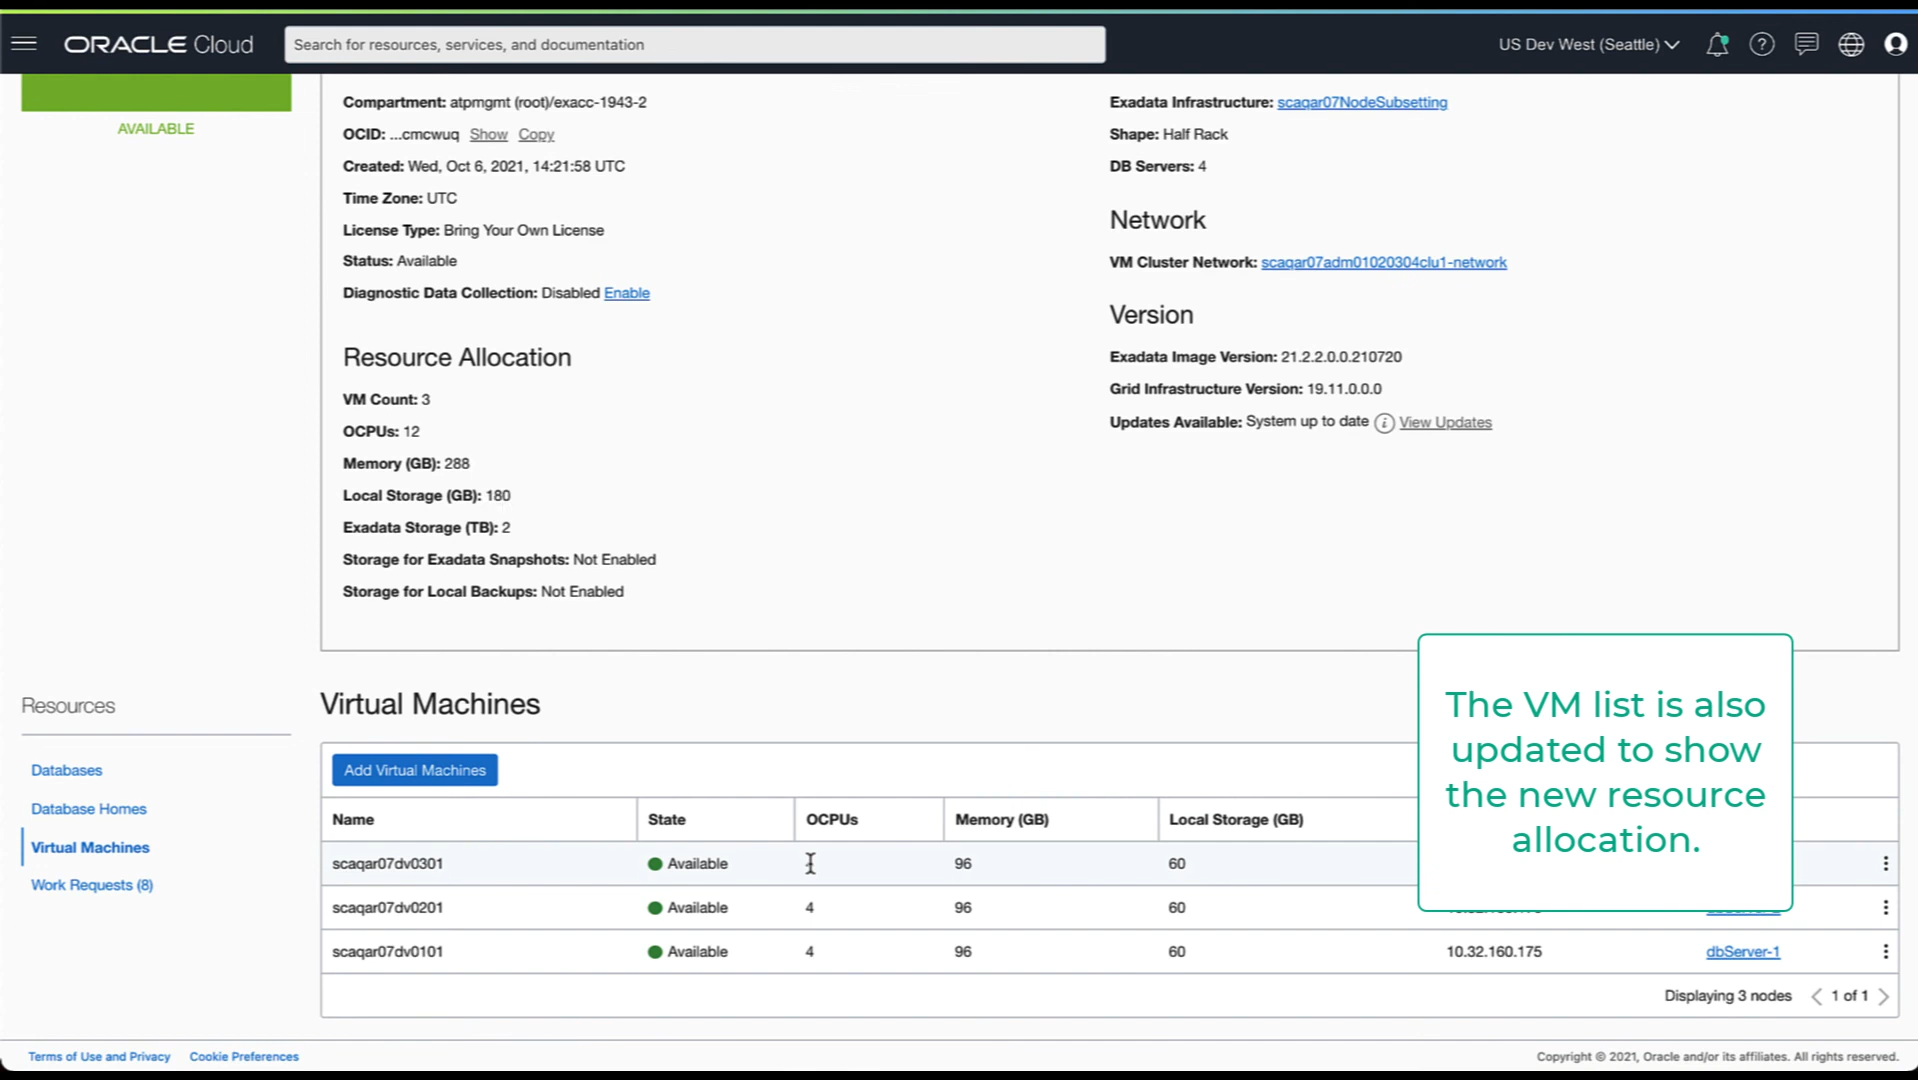 ORACLE Cloud
Search for resources, services, and documentation
US Dev West (Seattle)
AVAILABLE
Compartment: atpmgmt (root)/exacc-1943-2
OCID: ...cmcwuq Show Copy
Created: Wed, Oct 6, 2021, 14:21:58 UTC
Time Zone: UTC
License Type: Bring Your Own License
Status: Available
Diagnostic Data Collection: Disabled Enable
Resource Allocation
VM Count: 3
OCPUs: 12
Memory (GB): 288
Local Storage (GB): 180
Exadata Storage (TB): 2
Storage for Exadata Snapshots: Not Enabled
Storage for Local Backups: Not Enabled
Exadata Infrastructure: scaqar07NodeSubsetting
Shape: Half Rack
DB Servers: 4
Network
VM Cluster Network: scaqar07adm01020304clu1-network
Version
Exadata Image Version: 21.2.2.0.0.210720
Grid Infrastructure Version: 19.11.0.0.0
Updates Available: System up to date View Updates
Resources
Databases
Database Homes
Virtual Machines
Work Requests (8)
Virtual Machines
Add Virtual Machines
Name State OCPUs Memory (GB) Local Storage (GB)
scaqar07dv0301 Available 96 60
scaqar07dv0201 Available 4 96 60
scaqar07dv0101 Available 4 96 60 10.32.160.175 dbServer-1
Displaying 3 nodes 1 of 1
The VM list is also
updated to show
the new resource
allocation.
Terms of Use and Privacy Cookie Preferences
Copyright © 2021, Oracle and/or its affiliates. All rights reserved.